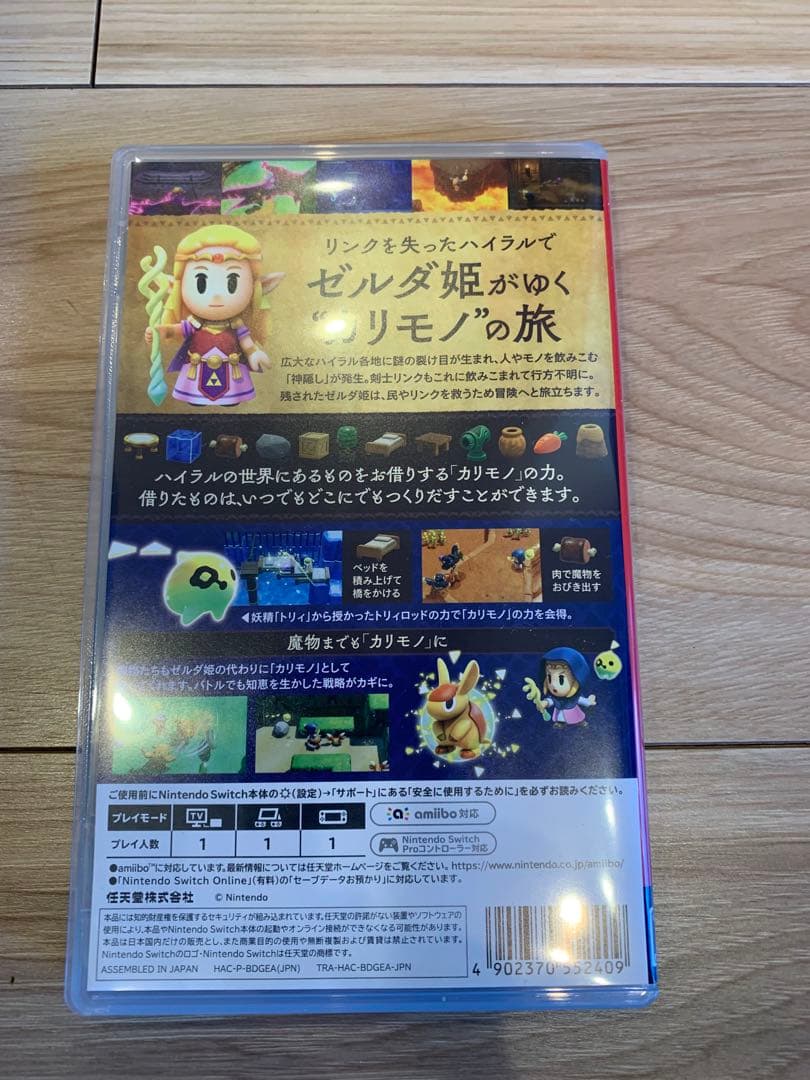 リンクを失ったハイラルで
ゼルダ姫がゆく
“カリモノ”の旅
広大なハイラル各地に謎の裂け目が生まれ、人やモノを飲みこむ
「神隠し」が発生。剣士リンクもこれに飲みこまれて行方不明に。
残されたゼルダ姫は、民やリンクを救うため冒険へと旅立ちます。
ハイラルの世界にあるものをお借りする「カリモノ」の力。
借りたものは、いつでもどこにでもつくりだすことができます。
ベッドを
積み上げて
橋をかける
肉で魔物を
おびき出す
◀妖精「トリィ」から授かったトリィロッドの力で「カリモノ」の力を会得。
魔物までも「カリモノ」に
たちもゼルダ姫の代わりに「カリモノ」として
くれます。バトルでも知恵を生かした戦略がカギに。
ご使用前にNintendo Switch本体の(設定)→「サポート」にある「安全に使用するために」を必ずお読みください。
プレイモード
TV
amiibo 対応
プレイ人数 1 1 1
Nintendo Switch
Proコントローラー対応
●amiibo™に対応しています。最新情報については任天堂ホームページをご覧ください。https://www.nintendo.co.jp/amiibo/
●「Nintendo Switch Online」(有料)の「セーブデータお預かり」に対応しています。
任天堂株式会社 © Nintendo
本品には知的財産権を保護するセキュリティが組み込まれています。任天堂の許諾がない装置やソフトウェアの
使用により、本品やNintendo Switch本体の起動やオンライン接続ができなくなる可能性があります。
本品は日本国内だけの販売とし、また商業目的の使用や無断複製および賃貸は禁止されています。
Nintendo Switchのロゴ・Nintendo Switchは任天堂の商標です。
ASSEMBLED IN JAPAN HAC-P-BDGEA(JPN) TRA-HAC-BDGEA-JPN
4 902370 552409